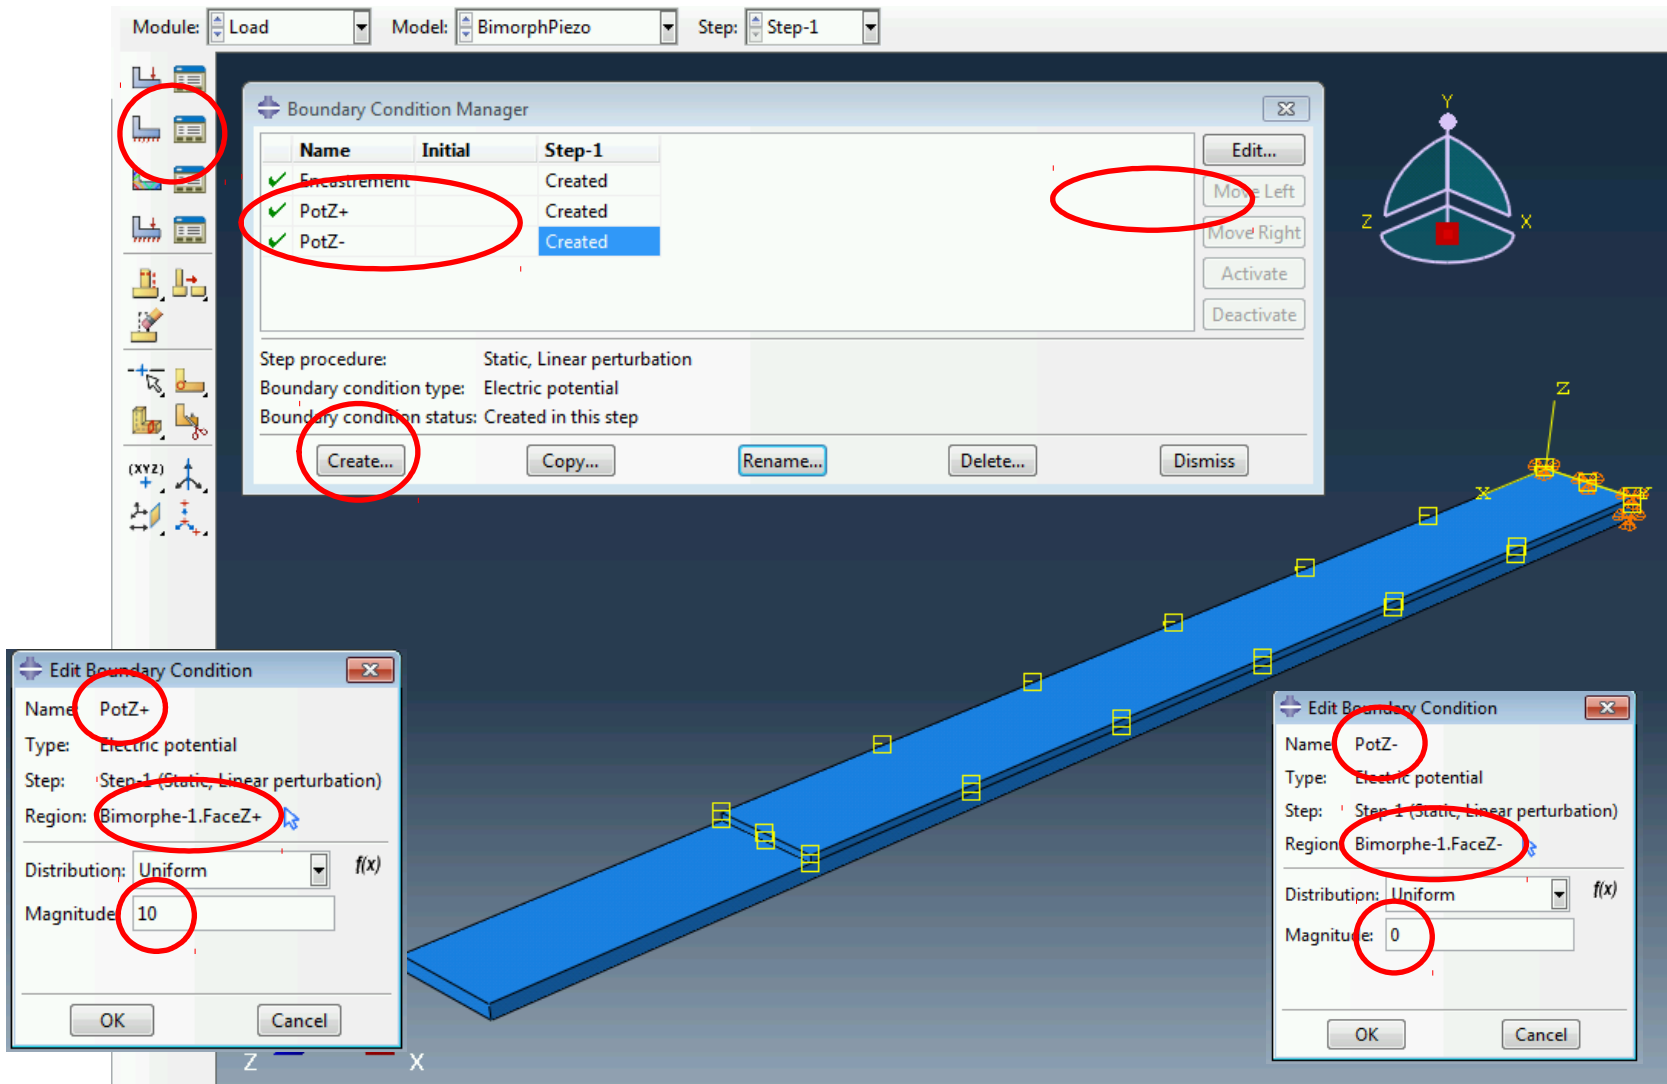 Module: Load Model: BimorphPiezo Step: Step-1
Boundary Condition Manager
Name Initial Step-1
Edit...
Encastrement Created
Move Left
PotZ+ Created
Move Right
PotZ- Created
Activate
Deactivate
Step procedure: Static, Linear perturbation
Boundary condition type: Electric potential
Boundary condition status: Created in this step
Create... Copy... Rename... Delete... Dismiss
Y
Z X
(XYZ)
Z
X Y
Edit Boundary Condition
Name: PotZ+
Type: Electric potential
Step: Step-1 (Static, Linear perturbation)
Region: Bimorphe-1.FaceZ+
Distribution: Uniform f(x)
Magnitude: 10
OK Cancel
Edit Boundary Condition
Name: PotZ-
Type: Electric potential
Step: Step-1 (Static, Linear perturbation)
Region: Bimorphe-1.FaceZ-
Distribution: Uniform f(x)
Magnitude: 0
OK Cancel
Z X